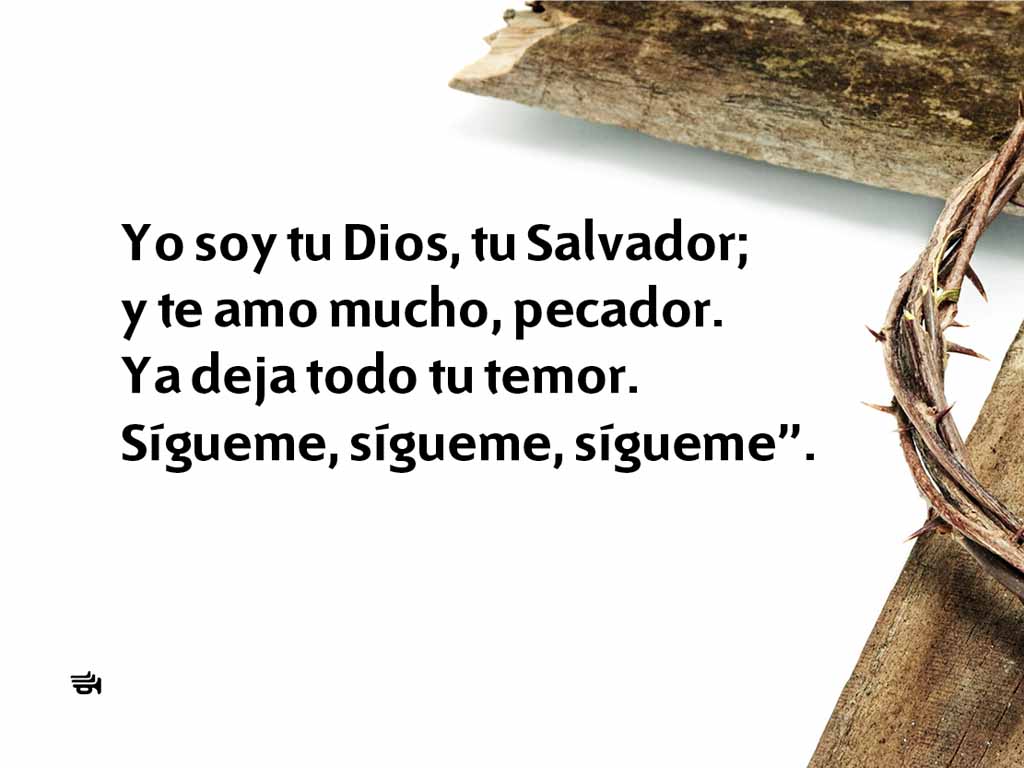 Yo soy tu Dios, tu Salvador;
y te amo mucho, pecador.
Ya deja todo tu temor.
Sígueme, sígueme, sígueme”.